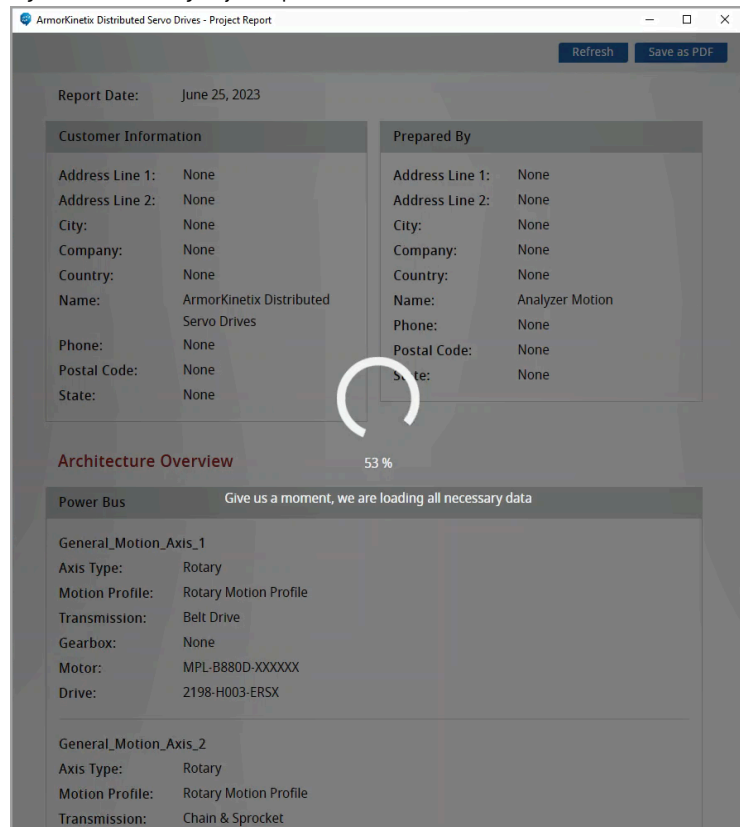 ArmorKinetix Distributed Servo Drives - Project Report
Refresh
Save as PDF
Report Date: June 25, 2023
Customer Information
Address Line 1: None
Address Line 2: None
City: None
Company: None
Country: None
Name: ArmorKinetix Distributed
Servo Drives
Phone: None
Postal Code: None
State: None
Prepared By
Address Line 1: None
Address Line 2: None
City: None
Company: None
Country: None
Name: Analyzer Motion
Phone: None
Postal Code: None
State: None
53 %
Give us a moment, we are loading all necessary data
Architecture Overview
Power Bus
General_Motion_Axis_1
Axis Type: Rotary
Motion Profile: Rotary Motion Profile
Transmission: Belt Drive
Gearbox: None
Motor: MPL-B880D-XXXXXX
Drive: 2198-H003-ERSX
General_Motion_Axis_2
Axis Type: Rotary
Motion Profile: Rotary Motion Profile
Transmission: Chain & Sprocket